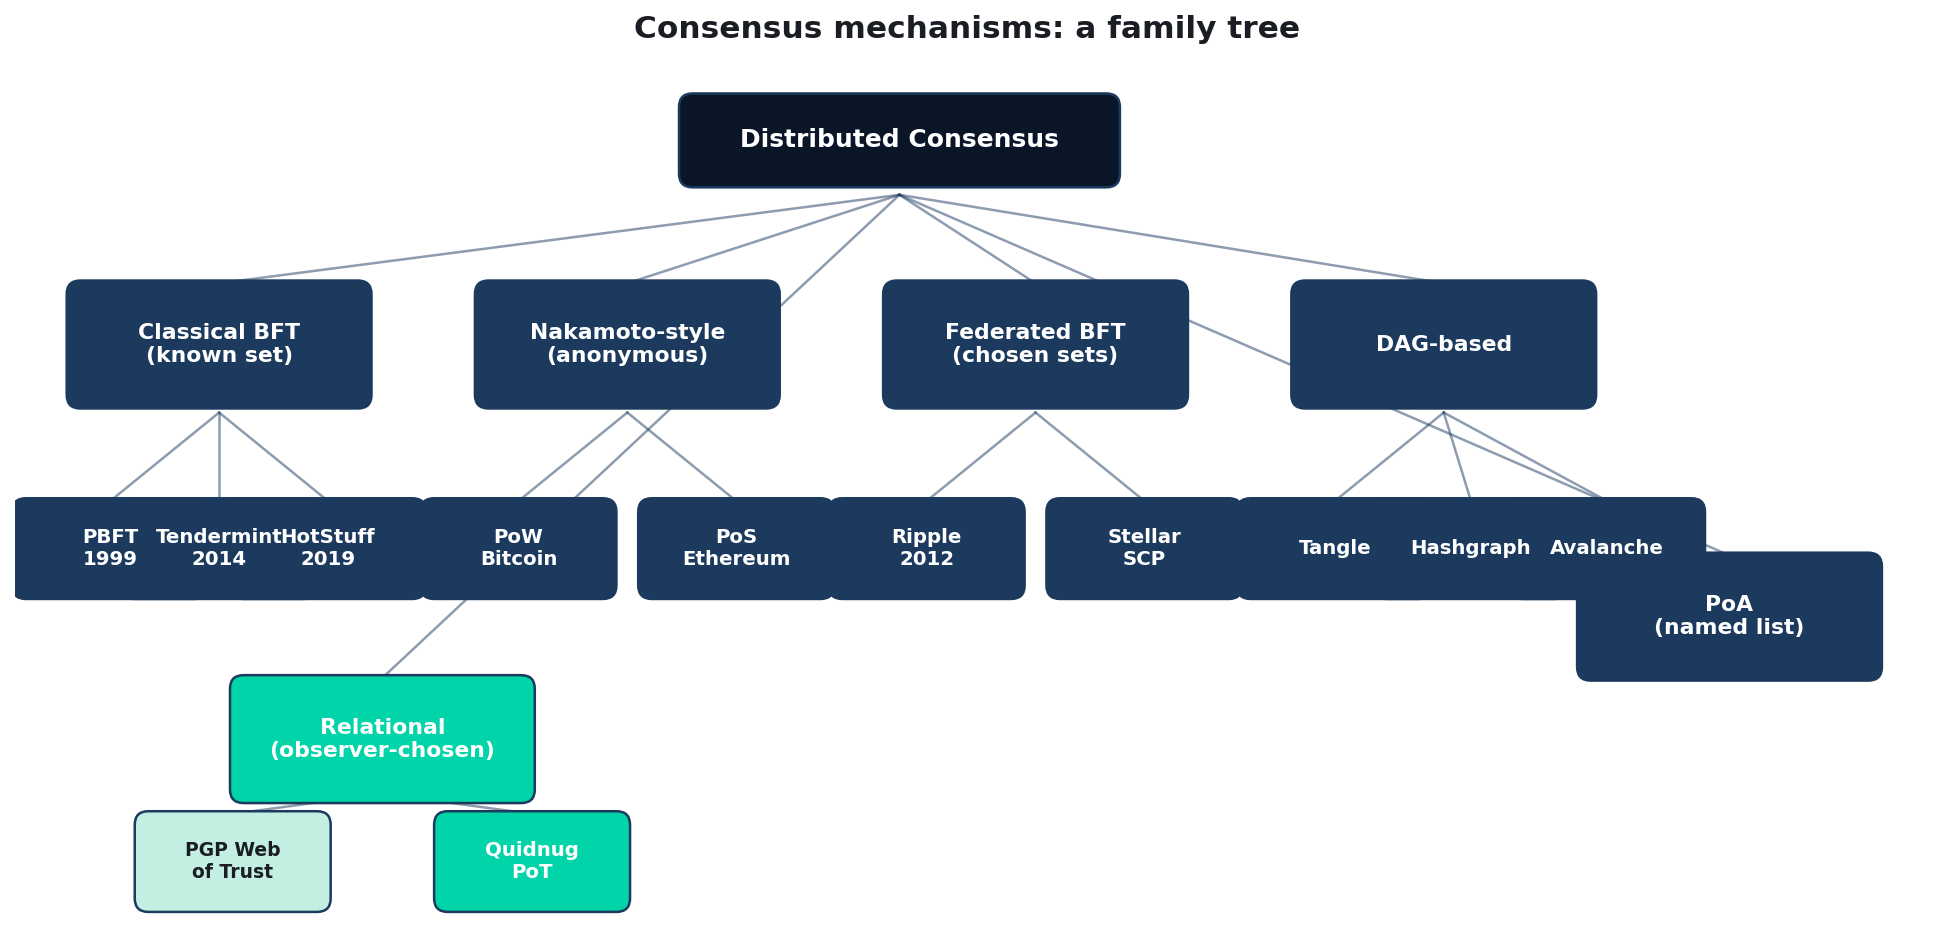 Consensus mechanisms: a family tree
Distributed Consensus
Classical BFT
(known set)
Nakamoto-style
(anonymous)
Federated BFT
(chosen sets)
DAG-based
PBFT
1999
Tendermint
2014
HotStuff
2019
PoW
Bitcoin
PoS
Ethereum
Ripple
2012
Stellar
SCP
Tangle
Hashgraph
Avalanche
PoA
(named list)
Relational
(observer-chosen)
PGP Web
of Trust
Quidnug
PoT